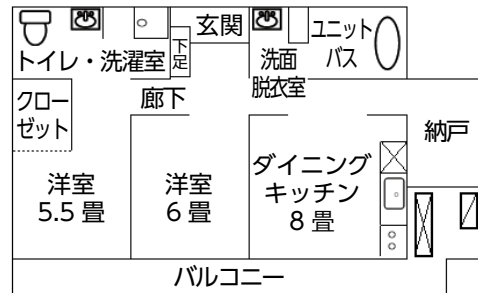 玄関
トイレ・洗濯室
下足
洗面
脱衣室
ユニット
バス
クロー
ゼット
廊下
納戸
洋室
5.5 畳
洋室
6 畳
ダイニング
キッチン
8 畳
バルコニー